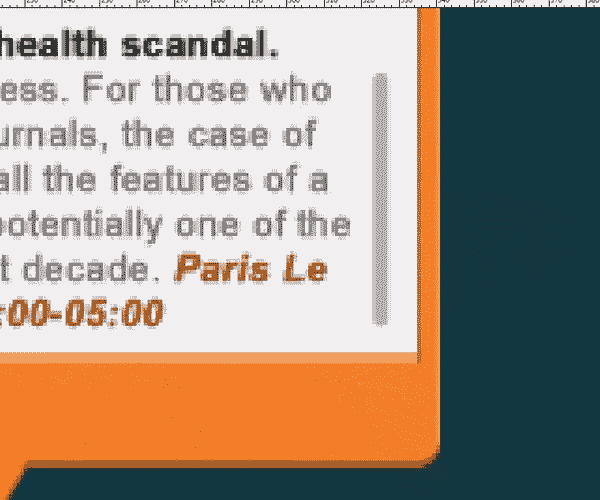 health scandal.
ess. For those who
urnals, the case of
all the features of a
potentially one of the
t decade. Paris Le
:00-05:00